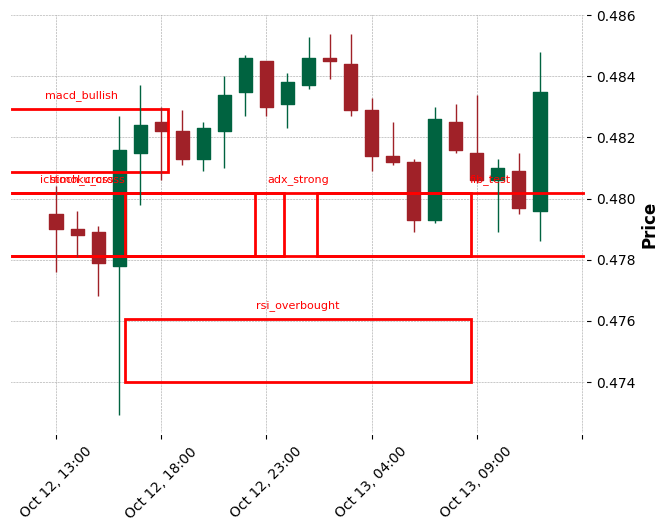 0.486
macd_bullish
0.484
0.482
adx_strong
0.480
Price
0.478
rsi_overbought
0.476
0.474
Oct 12, 13:00
Oct 12, 18:00
Oct 12, 23:00
Oct 13, 04:00
Oct 13, 09:00